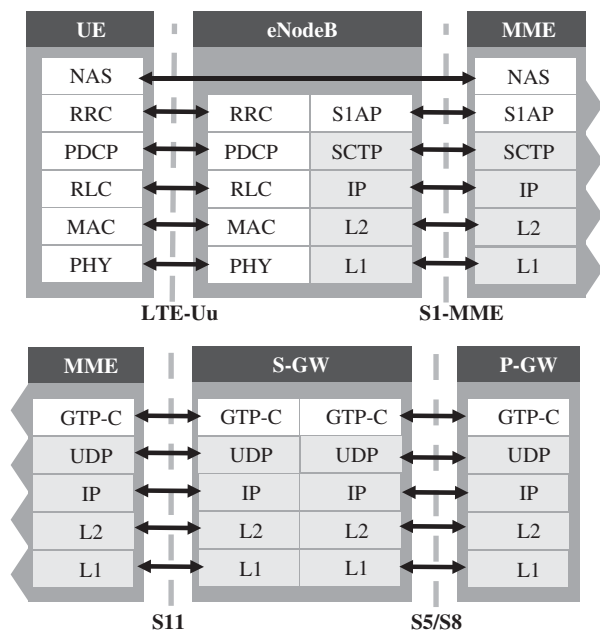 UE eNodeB MME
NAS NAS
RRC RRC S1AP S1AP
PDCP PDCP SCTP SCTP
RLC RLC IP IP
MAC MAC L2 L2
PHY PHY L1 L1
LTE-Uu S1-MME
MME S-GW P-GW
GTP-C GTP-C GTP-C GTP-C
UDP UDP UDP UDP
IP IP IP IP
L2 L2 L2 L2
L1 L1 L1 L1
S11 S5/S8